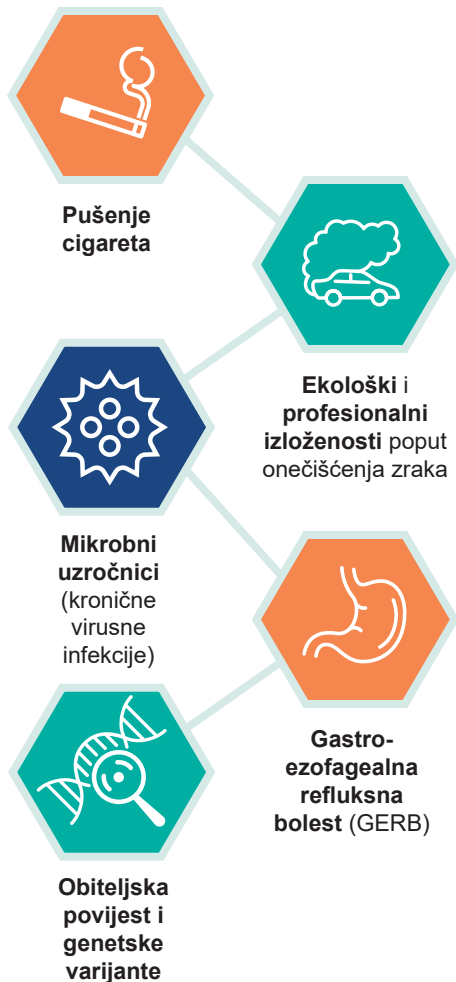 Pušenje
cigareta
Ekološki i
profesionalni
izloženosti poput
onečišćenja zraka
Mikrobni
uzročnici
(kronične
virusne
infekcije)
Gastro-
ezofagealna
refluksna
bolest (GERB)
Obiteljska
povijest i
genetske
varijante